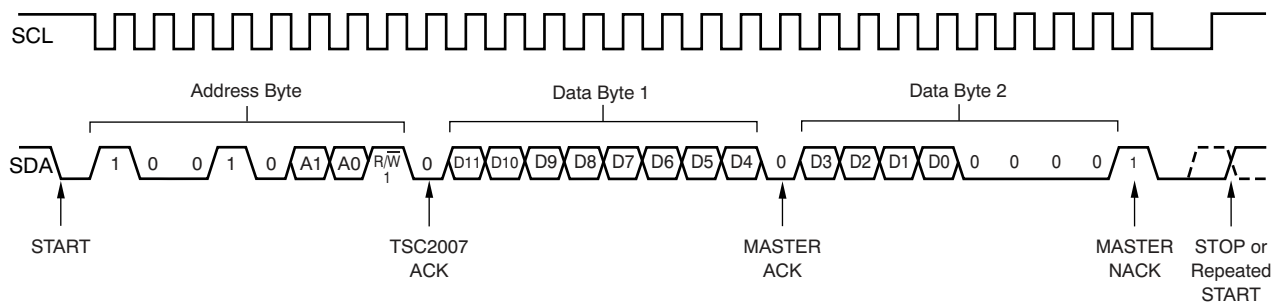 SCL
Address Byte Data Byte 1 Data Byte 2
SDA 1 0 0 1 0 A1 A0 R/W̅ 1 0 D11 D10 D9 D8 D7 D6 D5 D4 0 D3 D2 D1 D0 0 0 0 0 1
START
TSC2007
ACK
MASTER
ACK
MASTER
NACK
STOP or
Repeated
START